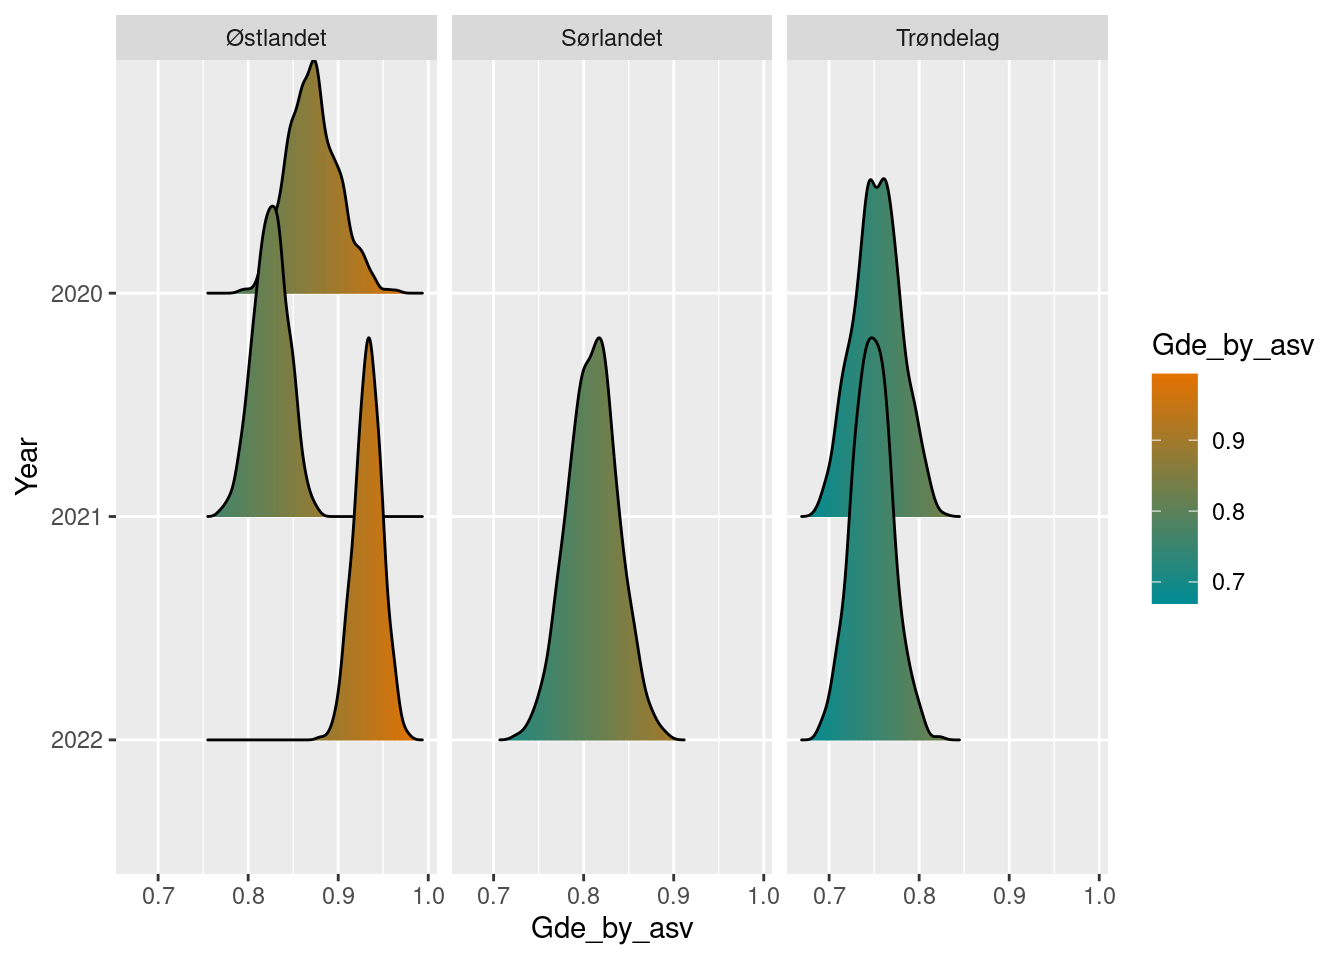 Østlandet
Sørlandet
Trøndelag
Year
2020
2021
2022
0.7 0.8 0.9 1.0
0.7 0.8 0.9 1.0
0.7 0.8 0.9 1.0
Gde_by_asv
Gde_by_asv
0.9
0.8
0.7